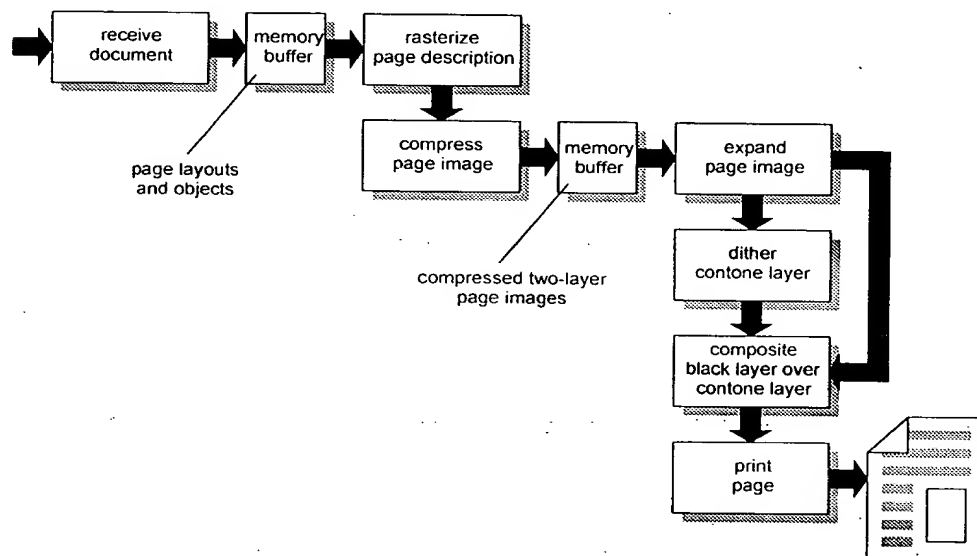 receive
document
memory
buffer
rasterize
page description
page layouts
and objects
compress
page image
memory
buffer
expand
page image
compressed two-layer
page images
dither
contone layer
composite
black layer over
contone layer
print
page